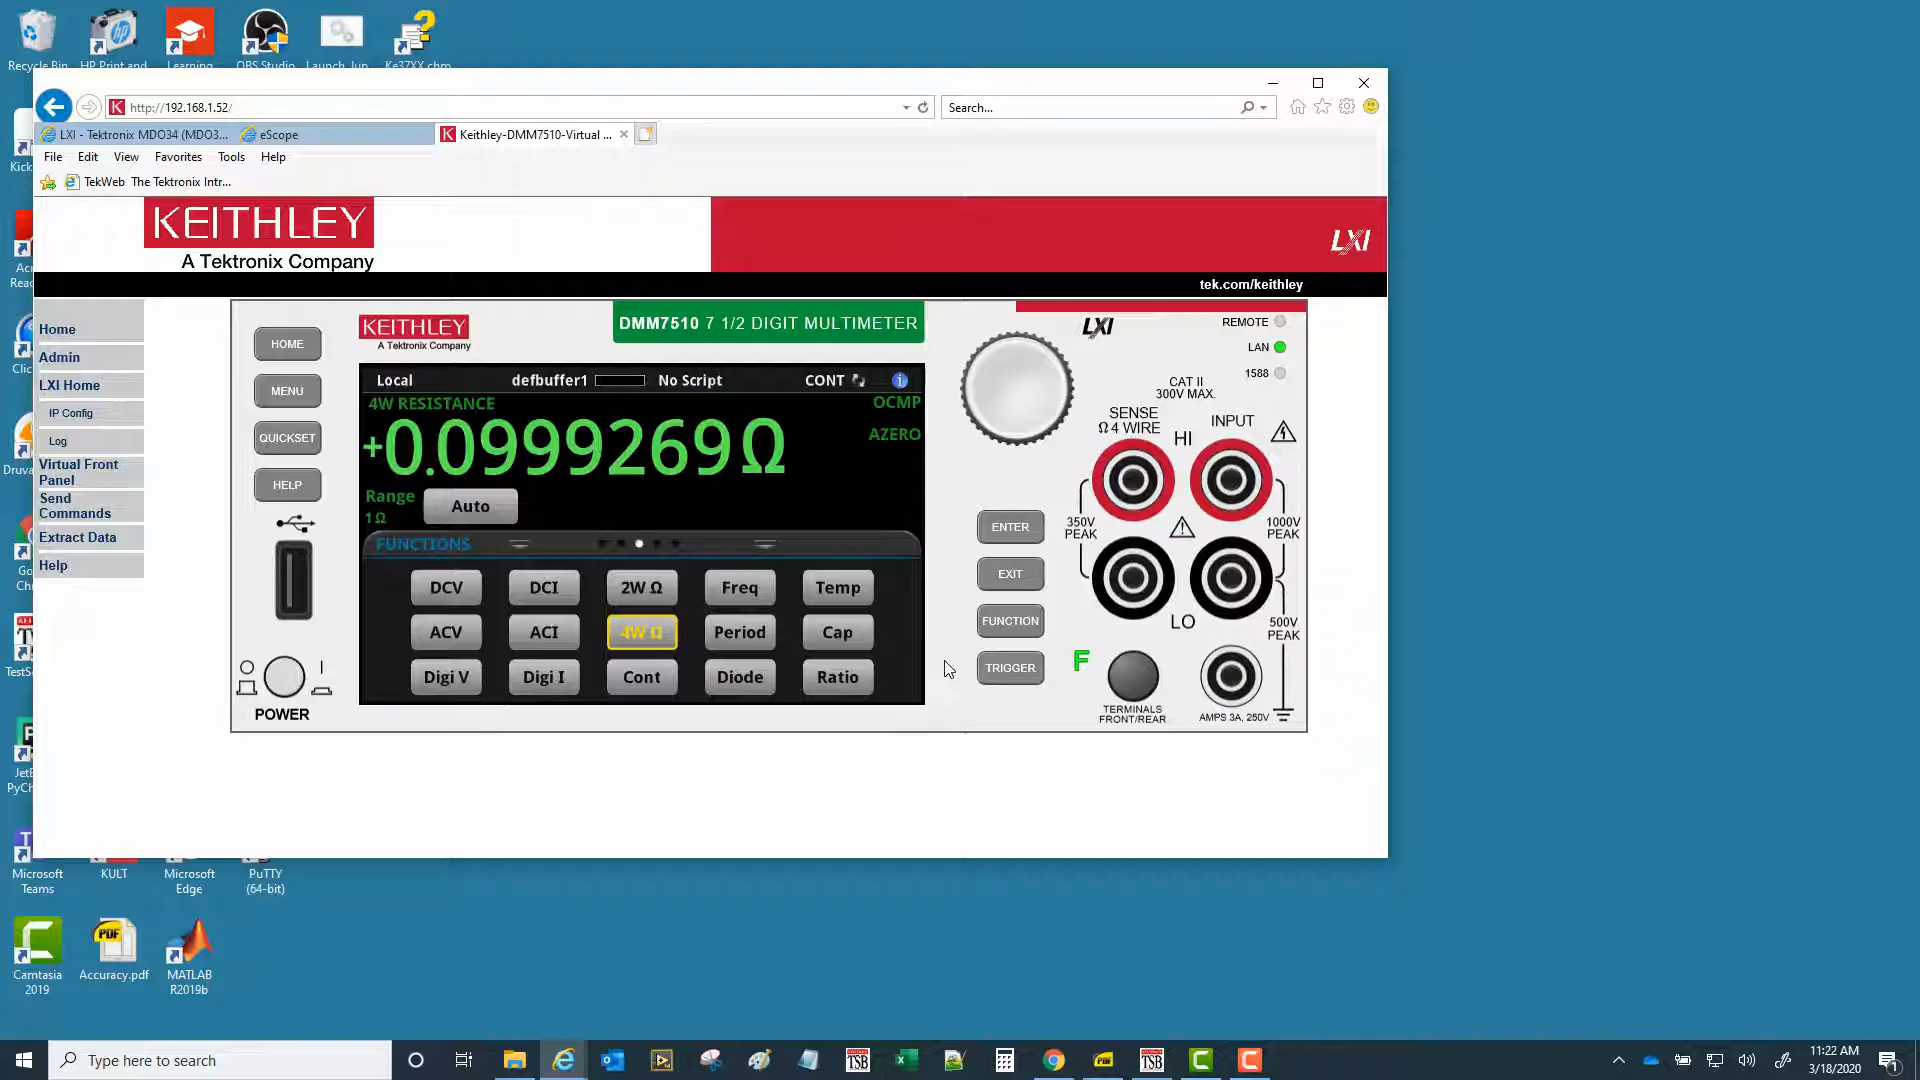 Recycle Bin
HP Print and
Learning
OBS Studio
Launch_Jup
Ke37XX.chm
http://192.168.1.52/
Search...
LXI - Tektronix MDO34 (MDO3...
eScope
Keithley-DMM7510-Virtual ...
File Edit View Favorites Tools Help
TekWeb The Tektronix Intr...
KEITHLEY
A Tektronix Company
LXI
tek.com/keithley
Home
Admin
LXI Home
IP Config
Log
Virtual Front
Panel
Send
Commands
Extract Data
Help
HOME
MENU
QUICKSET
HELP
POWER
KEITHLEY
A Tektronix Company
DMM7510 7 1/2 DIGIT MULTIMETER
Local defbuffer1 No Script CONT
4W RESISTANCE
OCMP
+0.0999269Ω
AZERO
Range
Auto
1 Ω
FUNCTIONS
DCV DCI 2W Ω Freq Temp
ACV ACI 4W Ω Period Cap
Digi V Digi I Cont Diode Ratio
LXI
REMOTE
LAN
1588
CAT II
300V MAX.
SENSE
Ω 4 WIRE
HI
INPUT
350V
PEAK
1000V
PEAK
LO
500V
PEAK
ENTER
EXIT
FUNCTION
TRIGGER
F
TERMINALS
FRONT/REAR
AMPS 3A, 250V
Microsoft
Teams
KULT
Microsoft
Edge
PuTTY
(64-bit)
Camtasia
2019
Accuracy.pdf
MATLAB
R2019b
Type here to search
11:22 AM
3/18/2020